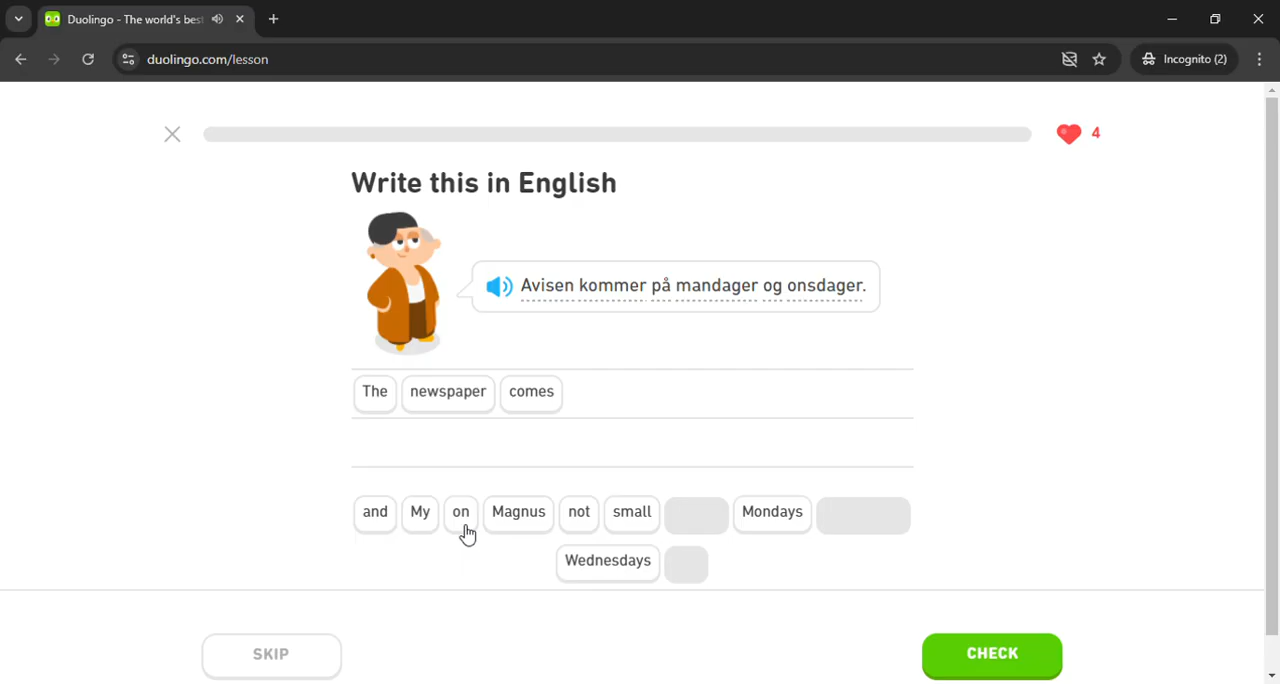 Duolingo - The world's bes
duolingo.com/lesson
Incognito (2)
4
Write this in English
Avisen kommer på mandager og onsdager.
The newspaper comes
and My on Magnus not small Mondays
Wednesdays
SKIP
CHECK